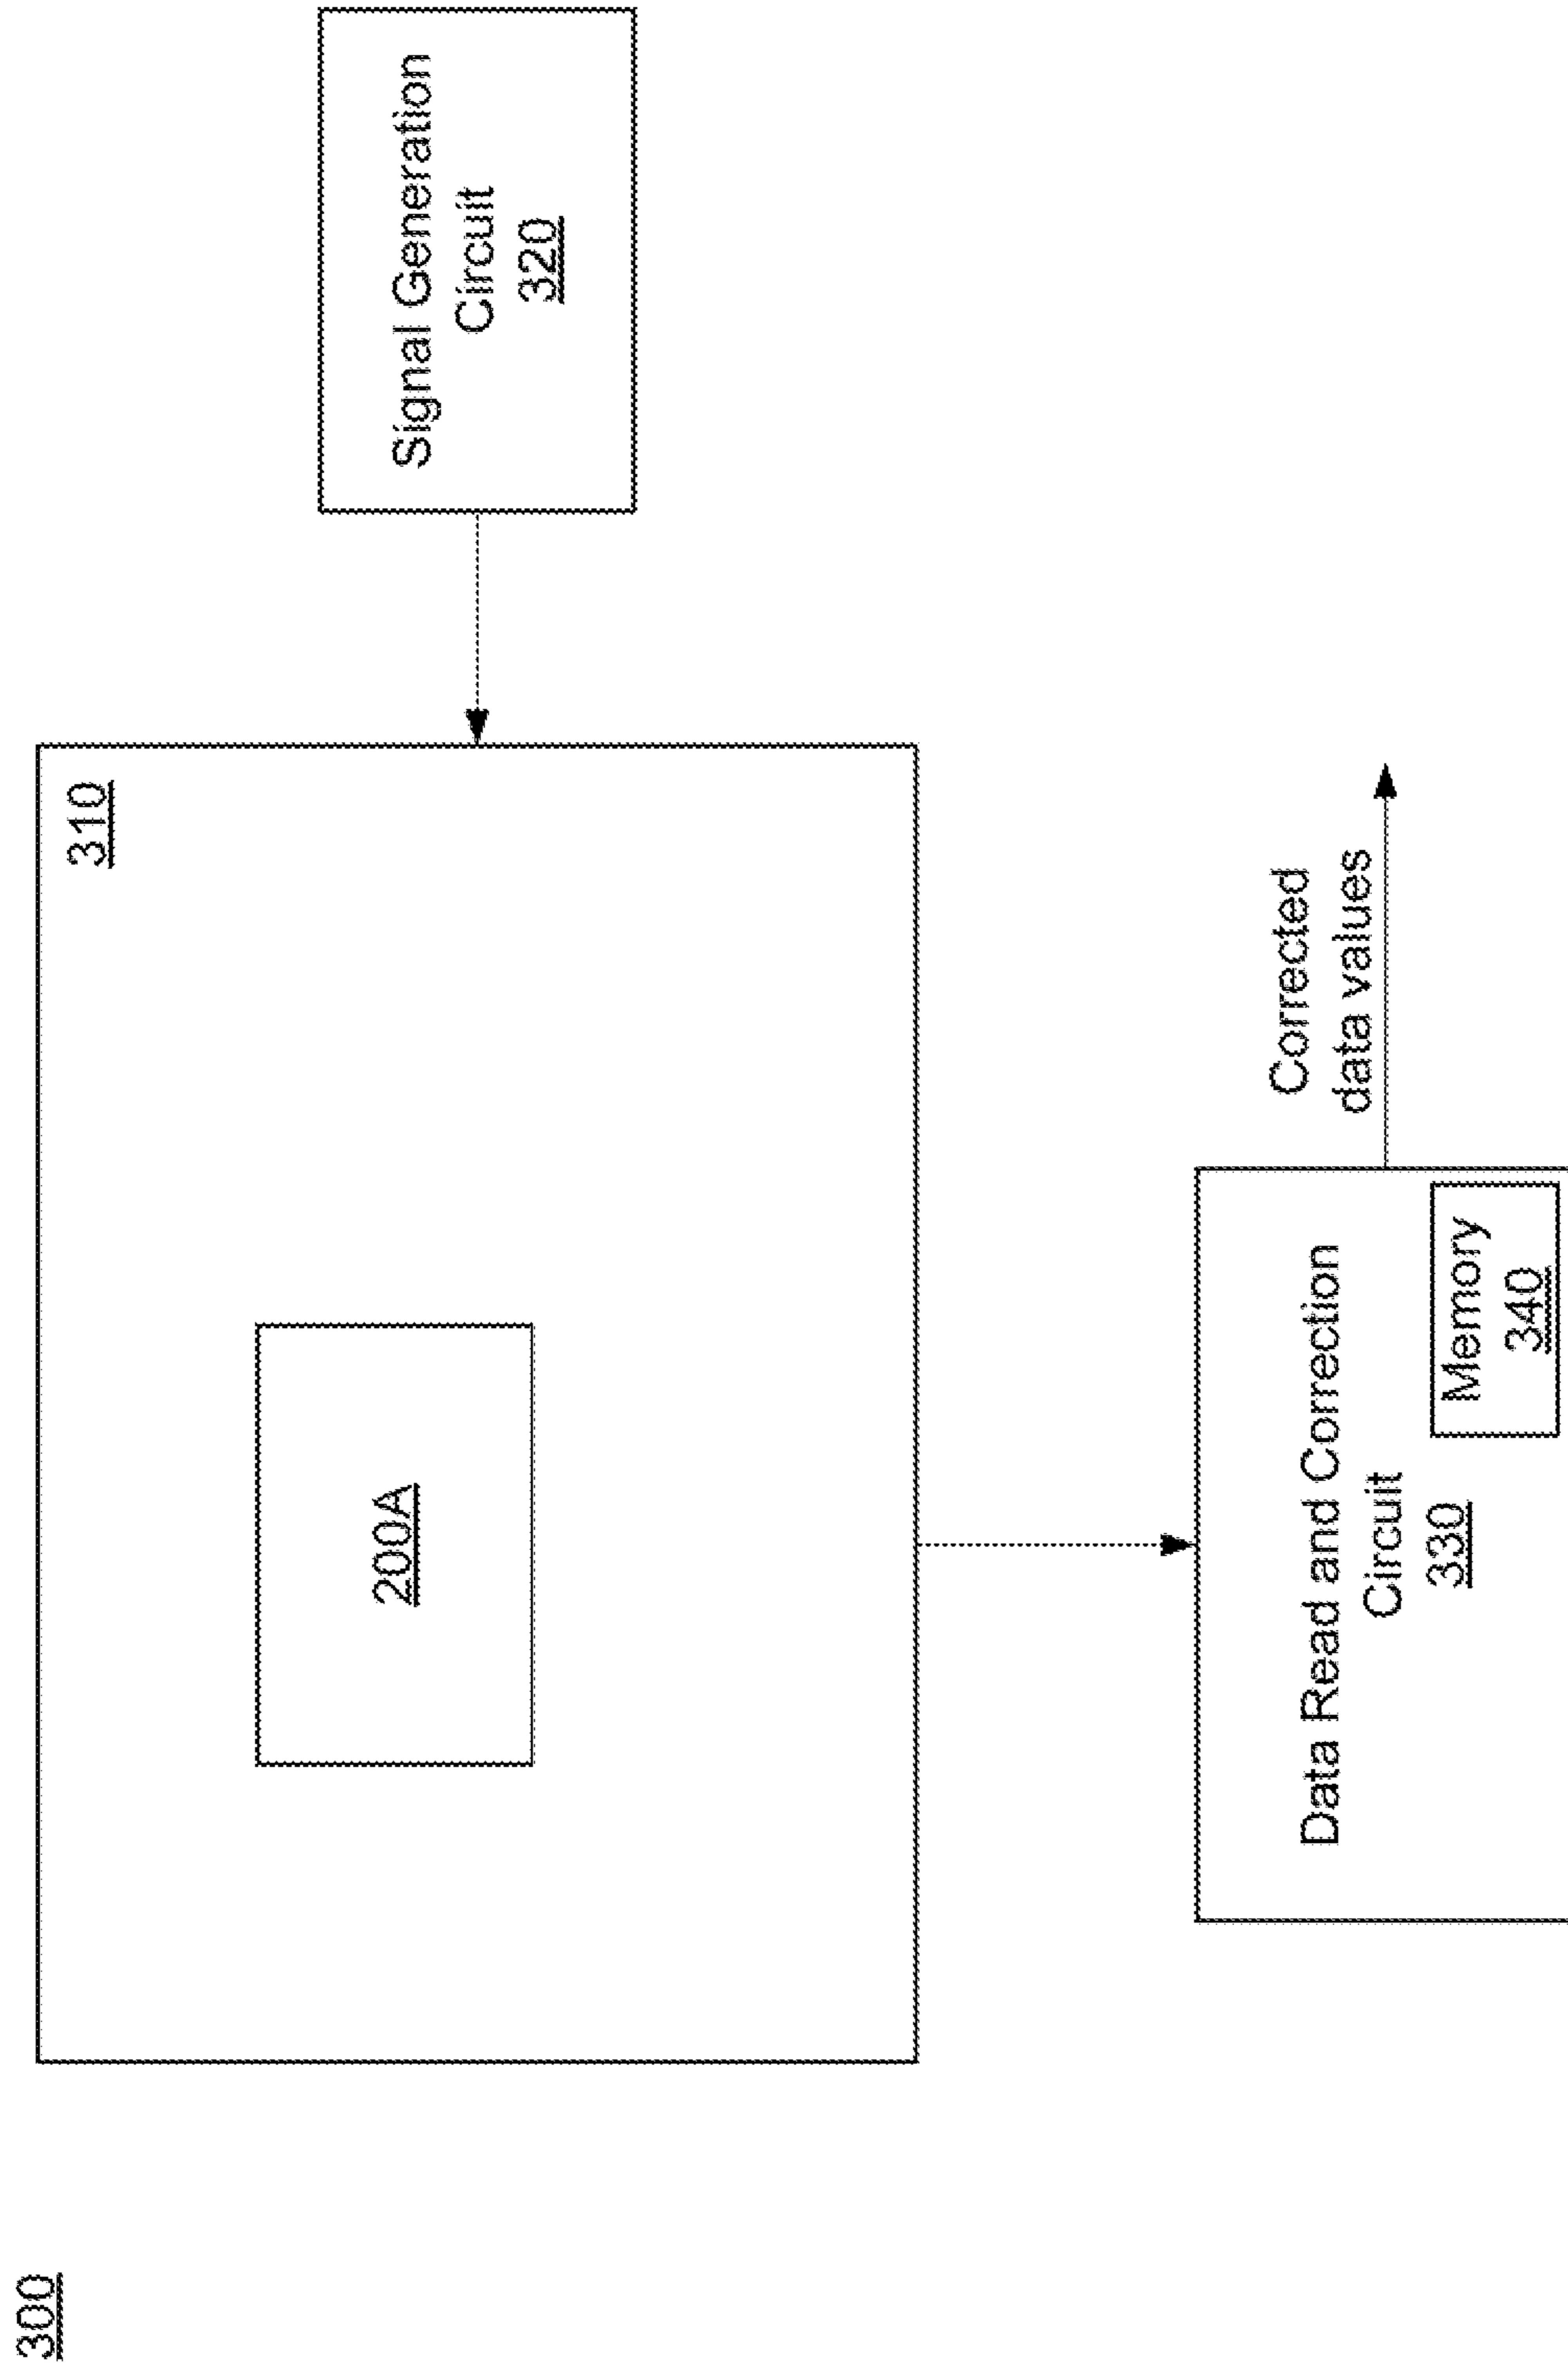 300
310
200A
Signal Generation
Circuit
320
Data Read and Correction
Circuit
330
Memory
340
Corrected
data values